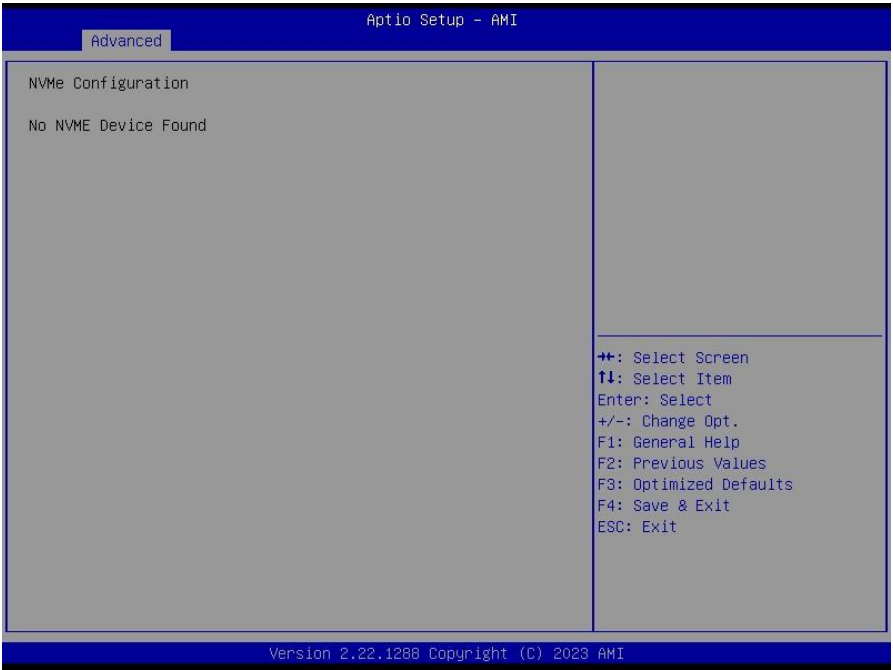 Aptio Setup – AMI
Advanced
NVMe Configuration
No NVME Device Found
→←: Select Screen
↑↓: Select Item
Enter: Select
+/-: Change Opt.
F1: General Help
F2: Previous Values
F3: Optimized Defaults
F4: Save & Exit
ESC: Exit
Version 2.22.1288 Copyright (C) 2023 AMI